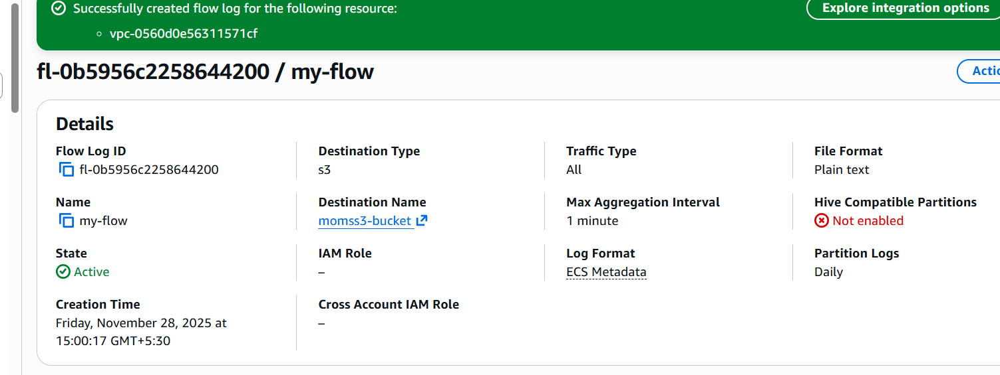 Successfully created flow log for the following resource:
Explore integration options
vpc-0560d0e56311571cf
fl-0b5956c2258644200 / my-flow
Details
Flow Log ID
fl-0b5956c2258644200
Destination Type
s3
Traffic Type
All
File Format
Plain text
Name
my-flow
Destination Name
momss3-bucket
Max Aggregation Interval
1 minute
Hive Compatible Partitions
Not enabled
State
Active
IAM Role
–
Log Format
ECS Metadata
Partition Logs
Daily
Creation Time
Friday, November 28, 2025 at
15:00:17 GMT+5:30
Cross Account IAM Role
–